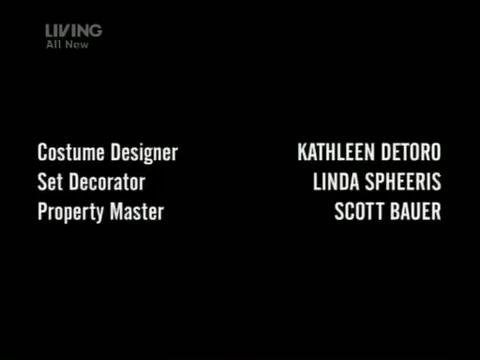 LIVING
All New
Costume Designer KATHLEEN DETORO
Set Decorator LINDA SPHEERIS
Property Master SCOTT BAUER